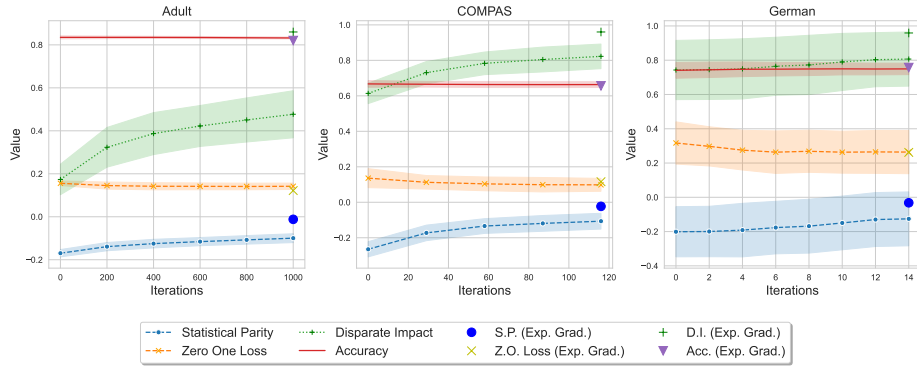 Adult
COMPAS
German
Value
0.8
0.6
0.4
0.2
0.0
−0.2
0
200
400
600
800
1000
Iterations
Value
1.0
0.8
0.6
0.4
0.2
0.0
−0.2
0
20
40
60
80
100
120
Iterations
Value
1.0
0.8
0.6
0.4
0.2
0.0
−0.2
−0.4
0
2
4
6
8
10
12
14
Iterations
Statistical Parity
Zero One Loss
Disparate Impact
Accuracy
S.P. (Exp. Grad.)
Z.O. Loss (Exp. Grad.)
D.I. (Exp. Grad.)
Acc. (Exp. Grad.)